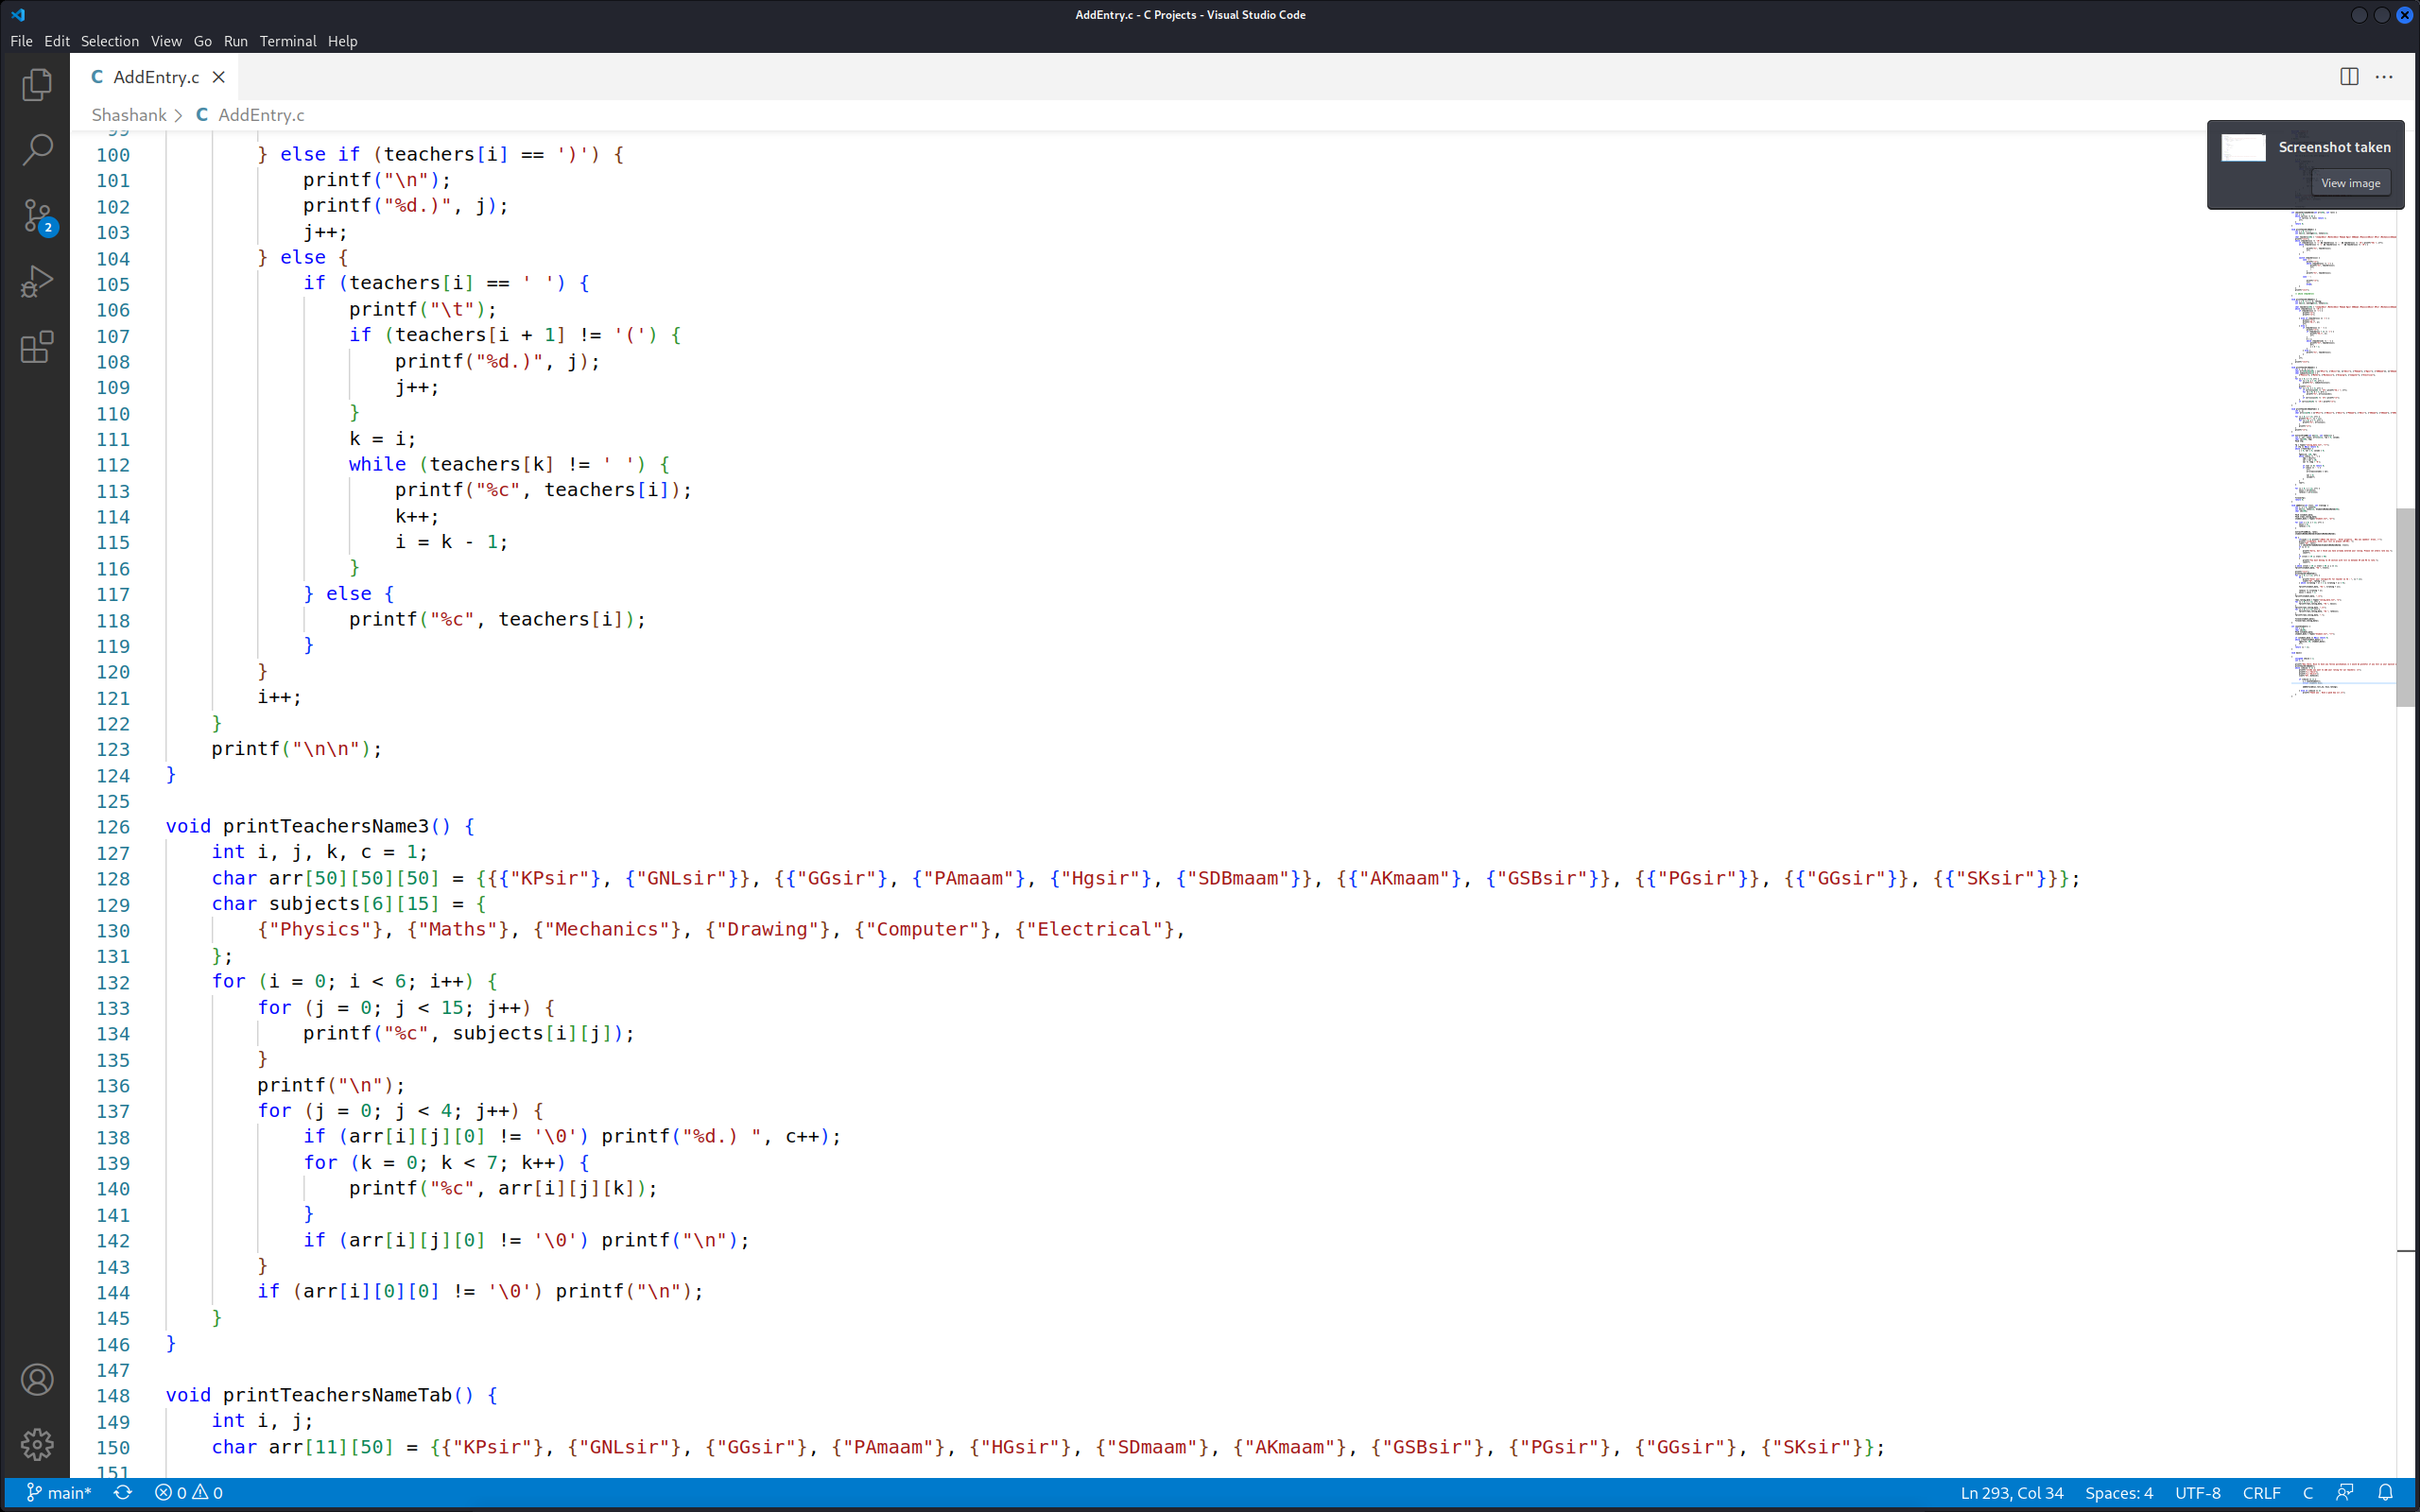 AddEntry.c - C Projects - Visual Studio Code
File Edit Selection View Go Run Terminal Help
C AddEntry.c
Shashank > C AddEntry.c
Screenshot taken
View image
2
99
100 } else if (teachers[i] == ')') {
101 printf("\n");
102 printf("%d.)", j);
103 j++;
104 } else {
105 if (teachers[i] == ' ') {
106 printf("\t");
107 if (teachers[i + 1] != '(') {
108 printf("%d.)", j);
109 j++;
110 }
111 k = i;
112 while (teachers[k] != ' ') {
113 printf("%c", teachers[i]);
114 k++;
115 i = k - 1;
116 }
117 } else {
118 printf("%c", teachers[i]);
119 }
120 }
121 i++;
122 }
123 printf("\n\n");
124 }
125
126 void printTeachersName3() {
127 int i, j, k, c = 1;
128 char arr[50][50][50] = {{{"KPsir"}, {"GNLsir"}}, {{"GGsir"}, {"PAmaam"}, {"Hgsir"}, {"SDBmaam"}}, {{"AKmaam"}, {"GSBsir"}}, {{"PGsir"}}, {{"GGsir"}}, {{"SKsir"}}};
129 char subjects[6][15] = {
130 {"Physics"}, {"Maths"}, {"Mechanics"}, {"Drawing"}, {"Computer"}, {"Electrical"},
131 };
132 for (i = 0; i < 6; i++) {
133 for (j = 0; j < 15; j++) {
134 printf("%c", subjects[i][j]);
135 }
136 printf("\n");
137 for (j = 0; j < 4; j++) {
138 if (arr[i][j][0] != '\0') printf("%d.) ", c++);
139 for (k = 0; k < 7; k++) {
140 printf("%c", arr[i][j][k]);
141 }
142 if (arr[i][j][0] != '\0') printf("\n");
143 }
144 if (arr[i][0][0] != '\0') printf("\n");
145 }
146 }
147
148 void printTeachersNameTab() {
149 int i, j;
150 char arr[11][50] = {{"KPsir"}, {"GNLsir"}, {"GGsir"}, {"PAmaam"}, {"HGsir"}, {"SDmaam"}, {"AKmaam"}, {"GSBsir"}, {"PGsir"}, {"GGsir"}, {"SKsir"}};
151
main* 0 0 Ln 293, Col 34 Spaces: 4 UTF-8 CRLF C